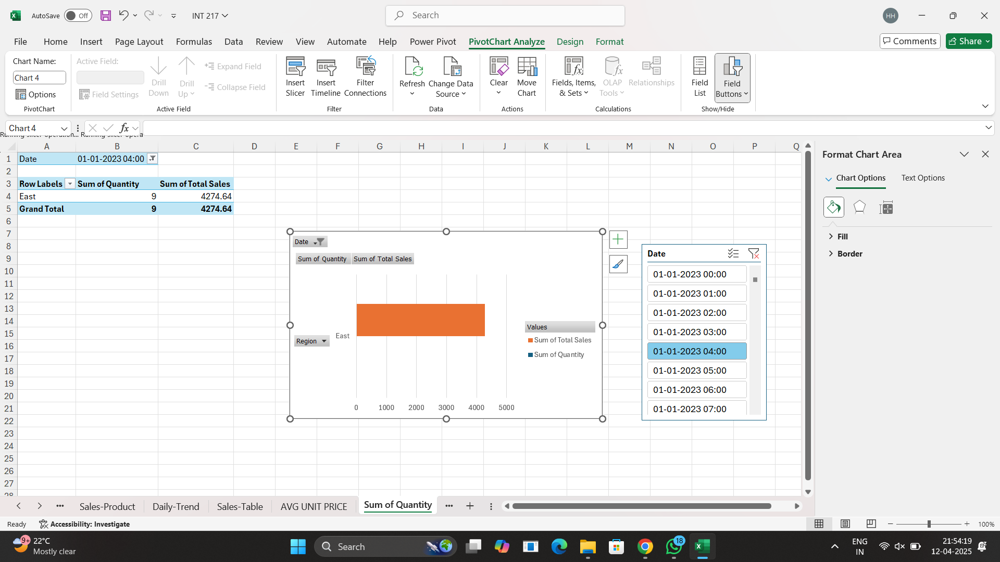 AutoSave Off INT 217 Search HH
File Home Insert Page Layout Formulas Data Review View Automate Help Power Pivot PivotChart Analyze Design Format Comments Share
Chart Name:
Chart 4
Options
PivotChart
Active Field:
Field Settings
Drill Down
Drill Up
Expand Field
Collapse Field
Active Field
Insert Slicer
Insert Timeline
Filter Connections
Filter
Refresh
Change Data Source
Data
Clear
Move Chart
Actions
Fields, Items, & Sets
OLAP Tools
Relationships
Calculations
Field List
Field Buttons
Show/Hide
Chart 4 fx
A B C D E F G H I J K L M N O P Q
1 Date 01-01-2023 04:00
2
3 Row Labels Sum of Quantity Sum of Total Sales
4 East 9 4274.64
5 Grand Total 9 4274.64
6
7
8
9
10
11
12
13
14
15
16
17
18
19
20
21
22
23
24
25
26
27
28
Date
Sum of Quantity Sum of Total Sales
Region
East
0 1000 2000 3000 4000 5000
Values
Sum of Total Sales
Sum of Quantity
Date
01-01-2023 00:00
01-01-2023 01:00
01-01-2023 02:00
01-01-2023 03:00
01-01-2023 04:00
01-01-2023 05:00
01-01-2023 06:00
01-01-2023 07:00
Format Chart Area
Chart Options Text Options
Fill
Border
Sales-Product Daily-Trend Sales-Table AVG UNIT PRICE Sum of Quantity
Ready Accessibility: Investigate 100%
9+ 22°C
Mostly clear
Search
18
ENG
IN
21:54:19
12-04-2025